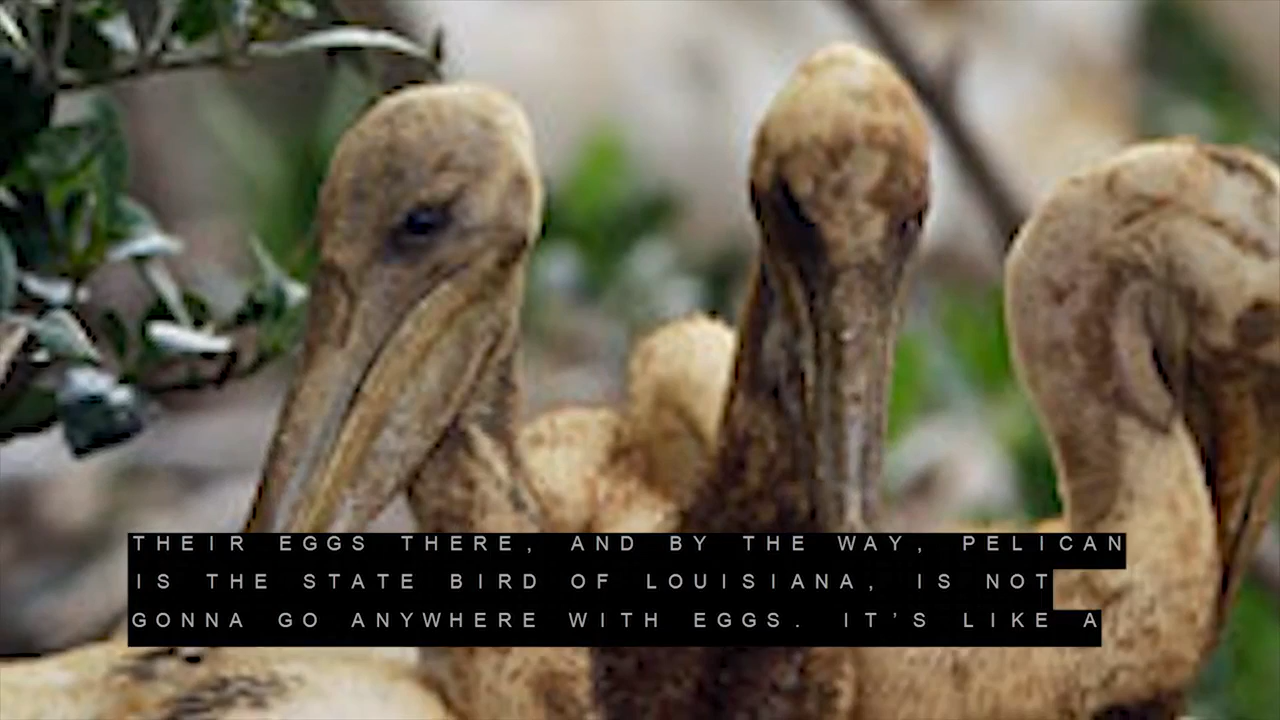 THEIR EGGS THERE, AND BY THE WAY, PELICAN
IS THE STATE BIRD OF LOUISIANA, IS NOT
GONNA GO ANYWHERE WITH EGGS. IT'S LIKE A